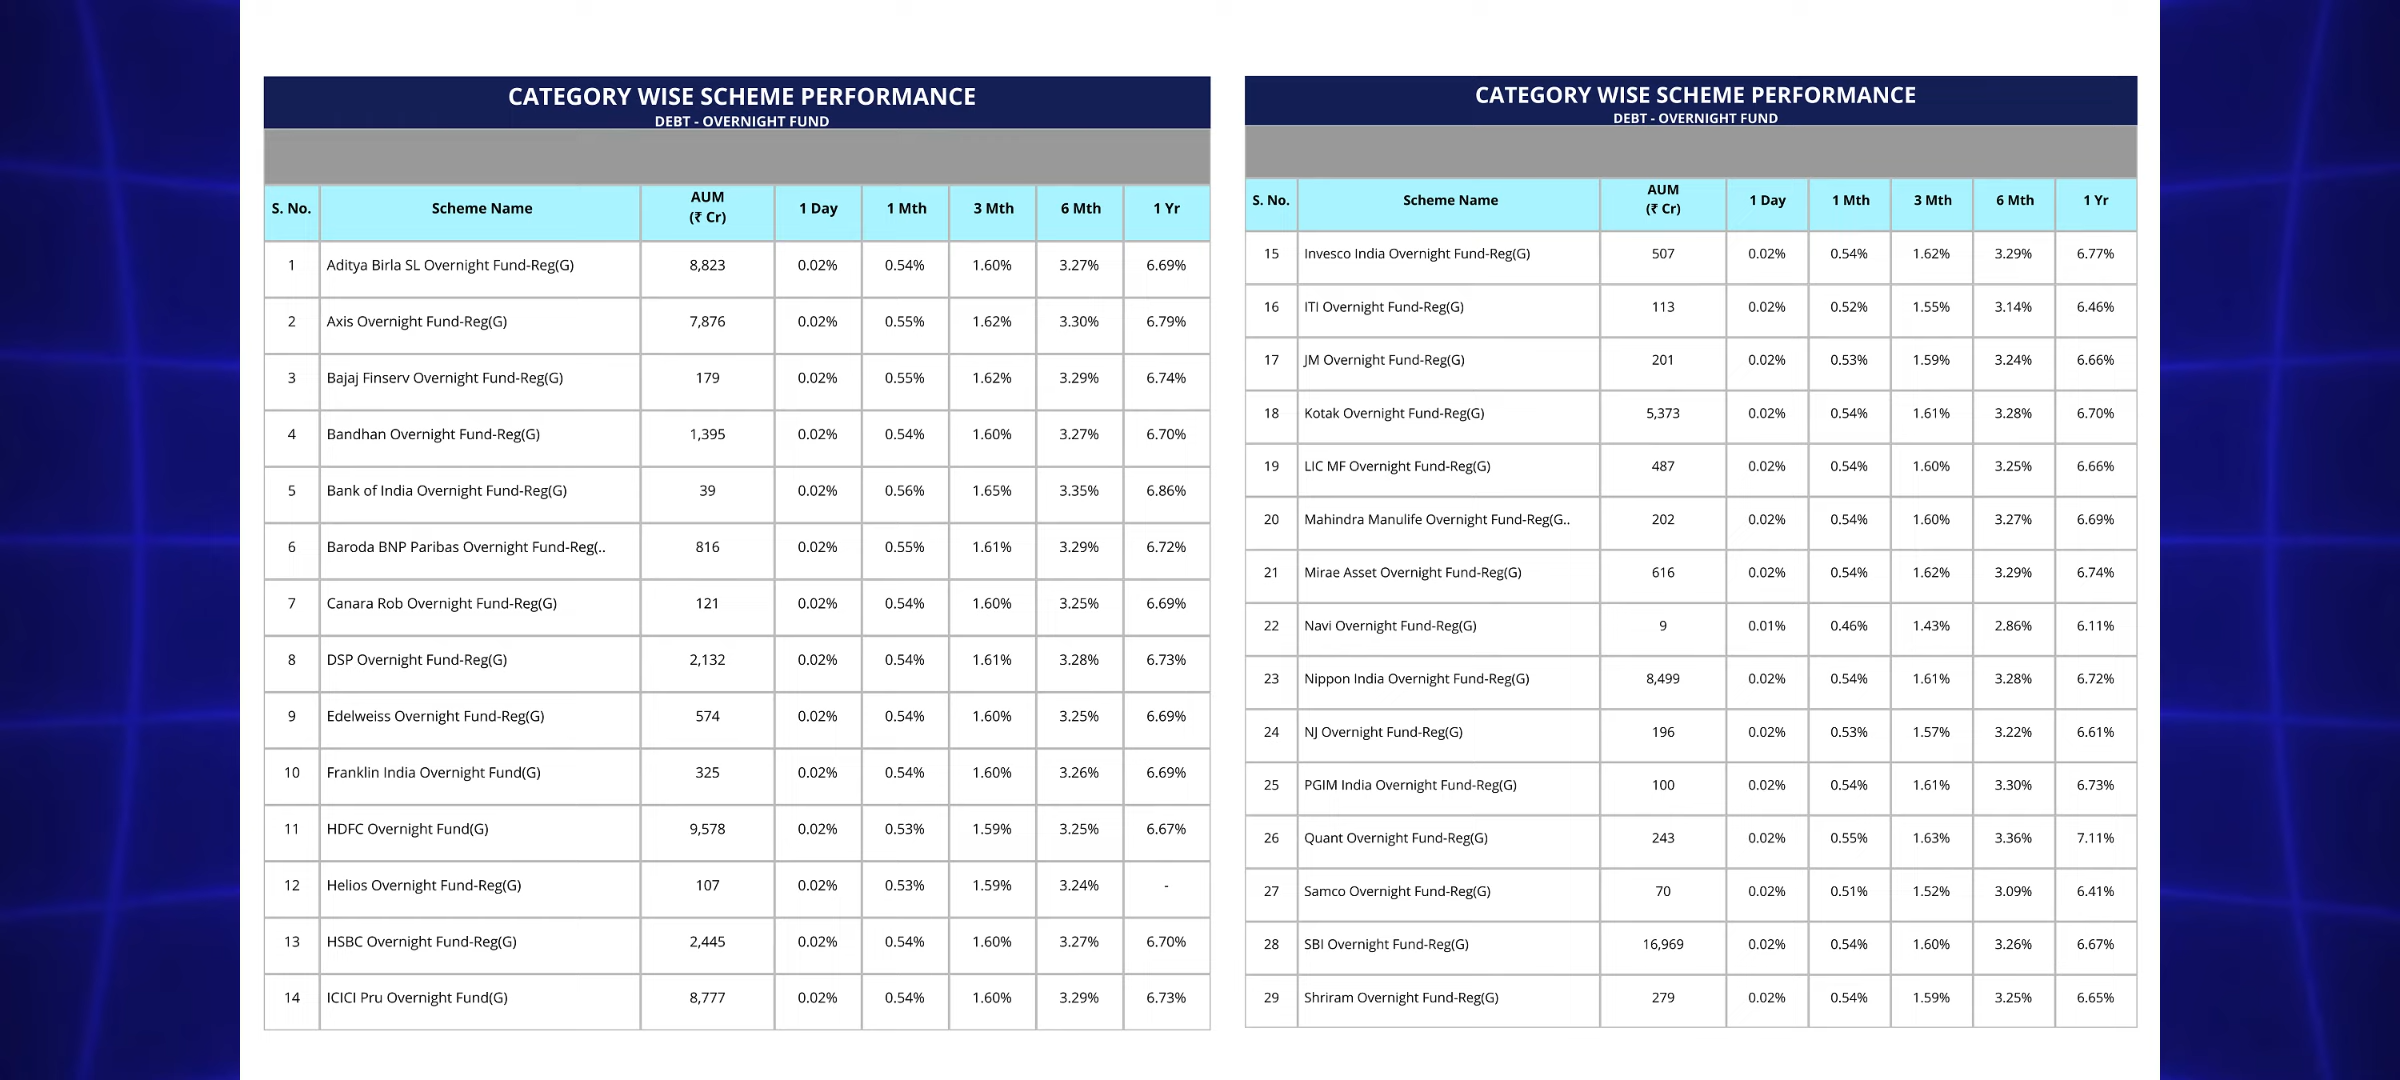 CATEGORY WISE SCHEME PERFORMANCE
DEBT - OVERNIGHT FUND
S. No. Scheme Name AUM (₹ Cr) 1 Day 1 Mth 3 Mth 6 Mth 1 Yr
1 Aditya Birla SL Overnight Fund-Reg(G) 8,823 0.02% 0.54% 1.60% 3.27% 6.69%
2 Axis Overnight Fund-Reg(G) 7,876 0.02% 0.55% 1.62% 3.30% 6.79%
3 Bajaj Finserv Overnight Fund-Reg(G) 179 0.02% 0.55% 1.62% 3.29% 6.74%
4 Bandhan Overnight Fund-Reg(G) 1,395 0.02% 0.54% 1.60% 3.27% 6.70%
5 Bank of India Overnight Fund-Reg(G) 39 0.02% 0.56% 1.65% 3.35% 6.86%
6 Baroda BNP Paribas Overnight Fund-Reg(.. 816 0.02% 0.55% 1.61% 3.29% 6.72%
7 Canara Rob Overnight Fund-Reg(G) 121 0.02% 0.54% 1.60% 3.25% 6.69%
8 DSP Overnight Fund-Reg(G) 2,132 0.02% 0.54% 1.61% 3.28% 6.73%
9 Edelweiss Overnight Fund-Reg(G) 574 0.02% 0.54% 1.60% 3.25% 6.69%
10 Franklin India Overnight Fund(G) 325 0.02% 0.54% 1.60% 3.26% 6.69%
11 HDFC Overnight Fund(G) 9,578 0.02% 0.53% 1.59% 3.25% 6.67%
12 Helios Overnight Fund-Reg(G) 107 0.02% 0.53% 1.59% 3.24% -
13 HSBC Overnight Fund-Reg(G) 2,445 0.02% 0.54% 1.60% 3.27% 6.70%
14 ICICI Pru Overnight Fund(G) 8,777 0.02% 0.54% 1.60% 3.29% 6.73%
CATEGORY WISE SCHEME PERFORMANCE
DEBT - OVERNIGHT FUND
S. No. Scheme Name AUM (₹ Cr) 1 Day 1 Mth 3 Mth 6 Mth 1 Yr
15 Invesco India Overnight Fund-Reg(G) 507 0.02% 0.54% 1.62% 3.29% 6.77%
16 ITI Overnight Fund-Reg(G) 113 0.02% 0.52% 1.55% 3.14% 6.46%
17 JM Overnight Fund-Reg(G) 201 0.02% 0.53% 1.59% 3.24% 6.66%
18 Kotak Overnight Fund-Reg(G) 5,373 0.02% 0.54% 1.61% 3.28% 6.70%
19 LIC MF Overnight Fund-Reg(G) 487 0.02% 0.54% 1.60% 3.25% 6.66%
20 Mahindra Manulife Overnight Fund-Reg(G.. 202 0.02% 0.54% 1.60% 3.27% 6.69%
21 Mirae Asset Overnight Fund-Reg(G) 616 0.02% 0.54% 1.62% 3.29% 6.74%
22 Navi Overnight Fund-Reg(G) 9 0.01% 0.46% 1.43% 2.86% 6.11%
23 Nippon India Overnight Fund-Reg(G) 8,499 0.02% 0.54% 1.61% 3.28% 6.72%
24 NJ Overnight Fund-Reg(G) 196 0.02% 0.53% 1.57% 3.22% 6.61%
25 PGIM India Overnight Fund-Reg(G) 100 0.02% 0.54% 1.61% 3.30% 6.73%
26 Quant Overnight Fund-Reg(G) 243 0.02% 0.55% 1.63% 3.36% 7.11%
27 Samco Overnight Fund-Reg(G) 70 0.02% 0.51% 1.52% 3.09% 6.41%
28 SBI Overnight Fund-Reg(G) 16,969 0.02% 0.54% 1.60% 3.26% 6.67%
29 Shriram Overnight Fund-Reg(G) 279 0.02% 0.54% 1.59% 3.25% 6.65%